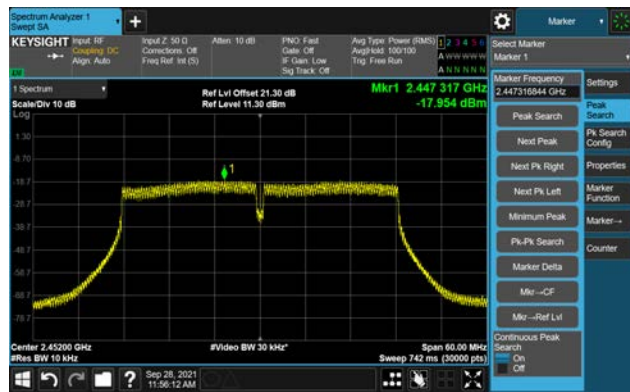 Spectrum Analyzer 1
Swept SA
Marker
KEYSIGHT
Input: RF
Coupling: DC
Align: Auto
Input Z: 50 Ω
Corrections: Off
Freq Ref: Int (S)
Atten: 10 dB
PNO: Fast
Gate: Off
IF Gain: Low
Sig Track: Off
Avg Type: Power (RMS)
Avg|Hold: 100/100
Trig: Free Run
1 2 3 4 5 6
A W W W W W
A N N N N N
Select Marker
Marker 1
1 Spectrum
Scale/Div 10 dB
Log
Ref Lvl Offset 21.30 dB
Ref Level 11.30 dBm
Mkr1 2.447 317 GHz
-17.954 dBm
1
1.30
-8.70
-18.7
-28.7
-38.7
-48.7
-58.7
-68.7
-78.7
Center 2.45200 GHz
#Res BW 10 kHz
#Video BW 30 kHz*
Span 60.00 MHz
Sweep 742 ms (30000 pts)
Marker Frequency
2.447316844 GHz
Peak Search
Next Peak
Next Pk Right
Next Pk Left
Minimum Peak
Pk-Pk Search
Marker Delta
Mkr→CF
Mkr→Ref Lvl
Continuous Peak
Search
On
Off
Settings
Peak
Search
Pk Search
Config
Properties
Marker
Function
Marker→
Counter
?
Sep 28, 2021
11:56:12 AM